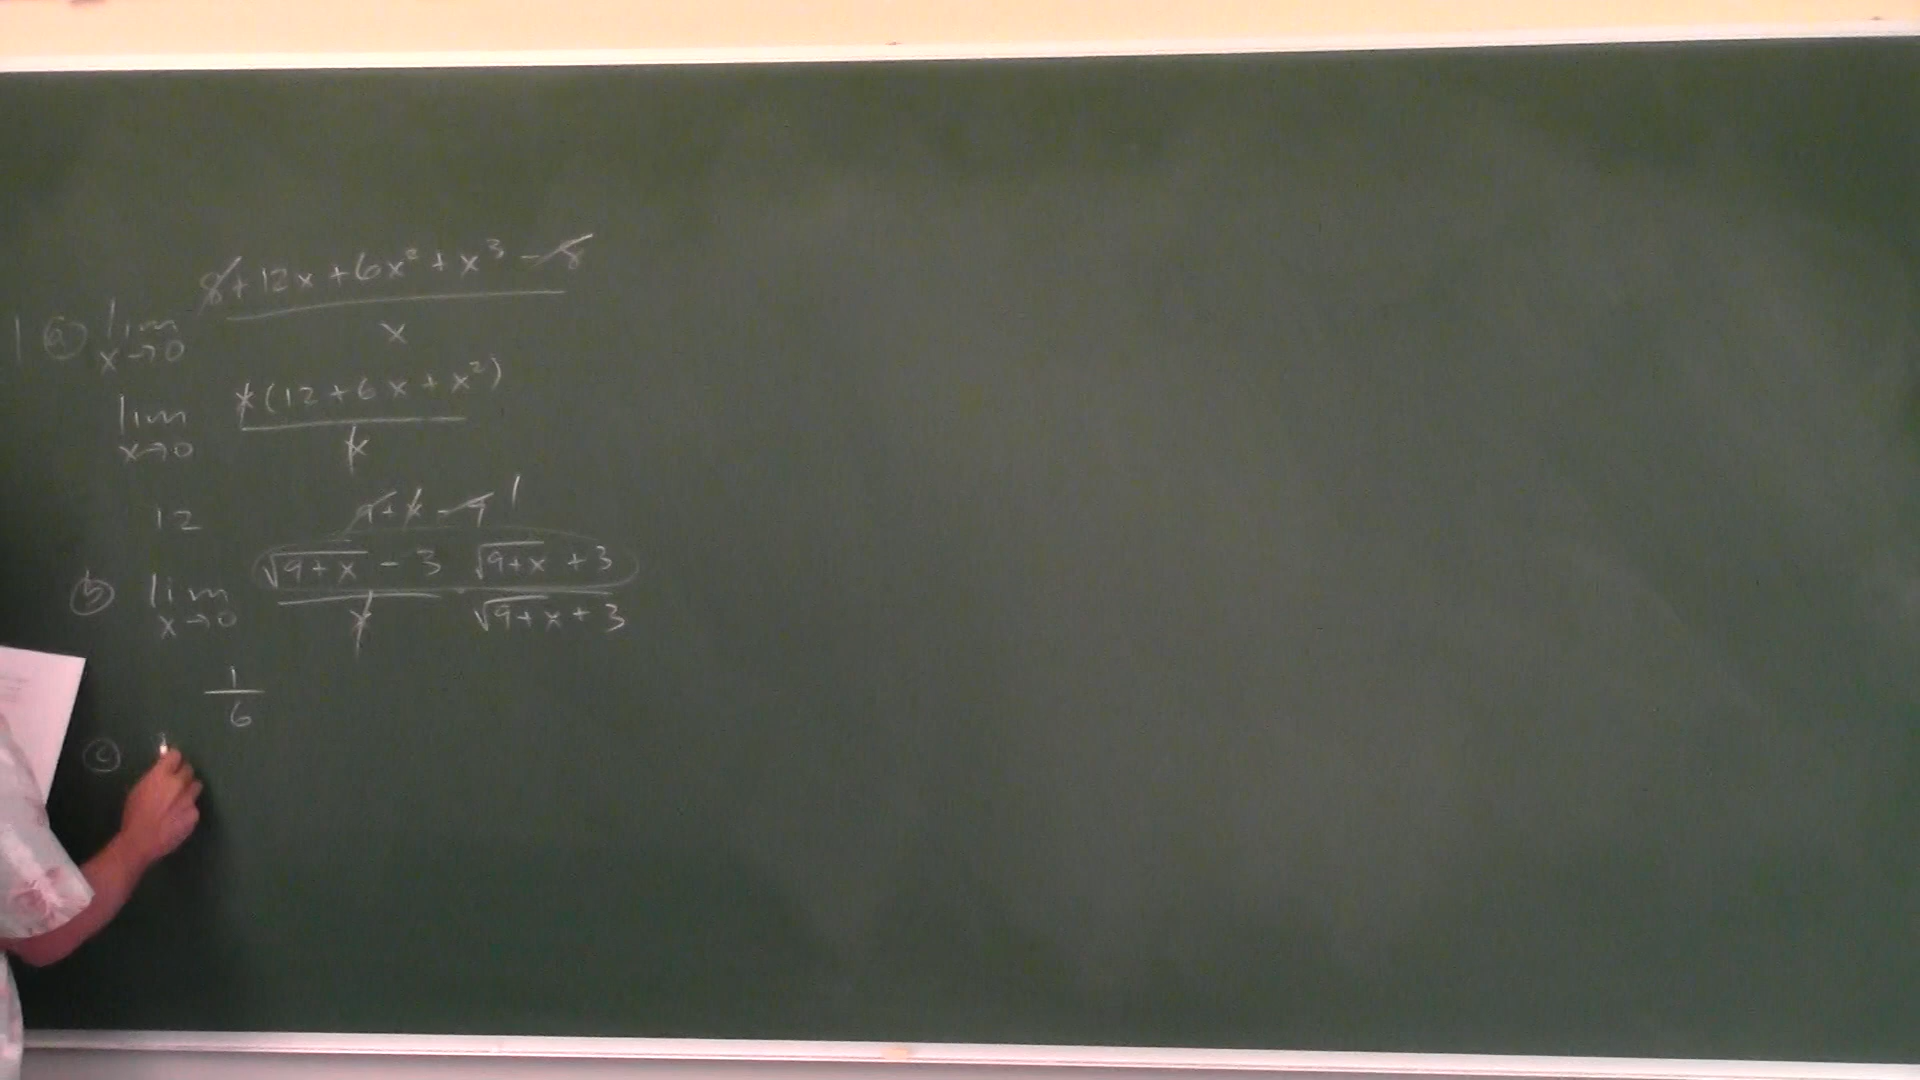 8+12x+6x²+x³-8
1 (a) lim
x→0
x
x(12+6x+x²)
lim
x→0
x
12
9+x-9 1
√9+x - 3 √9+x + 3
(b) lim
x→0
x √9+x + 3
1
6
(c)